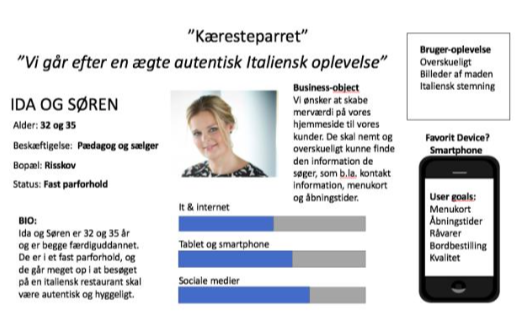 ”Kæresteparret”
”Vi går efter en ægte autentisk Italiensk oplevelse”
IDA OG SØREN
Alder: 32 og 35
Beskæftigelse: Pædagog og sælger
Bopæl: Risskov
Status: Fast parforhold
BIO:
Ida og Søren er 32 og 35 år
og er begge færdiguddannet.
De er i et fast parforhold, og
de går meget op i at besøget
på en italiensk restaurant skal
være autentisk og hyggeligt.
Business-object
Vi ønsker at skabe
merværdi på vores
hjemmeside til vores
kunder. De skal nemt og
overskueligt kunne finde
den information de
søger, som b.la. kontakt
information, menukort
og åbningstider.
It & internet
Tablet og smartphone
Sociale medier
Bruger-oplevelse
Overskueligt
Billeder af maden
Italiensk stemning
Favorit Device?
Smartphone
User goals:
Menukort
Åbningstider
Råvarer
Bordbestilling
Kvalitet